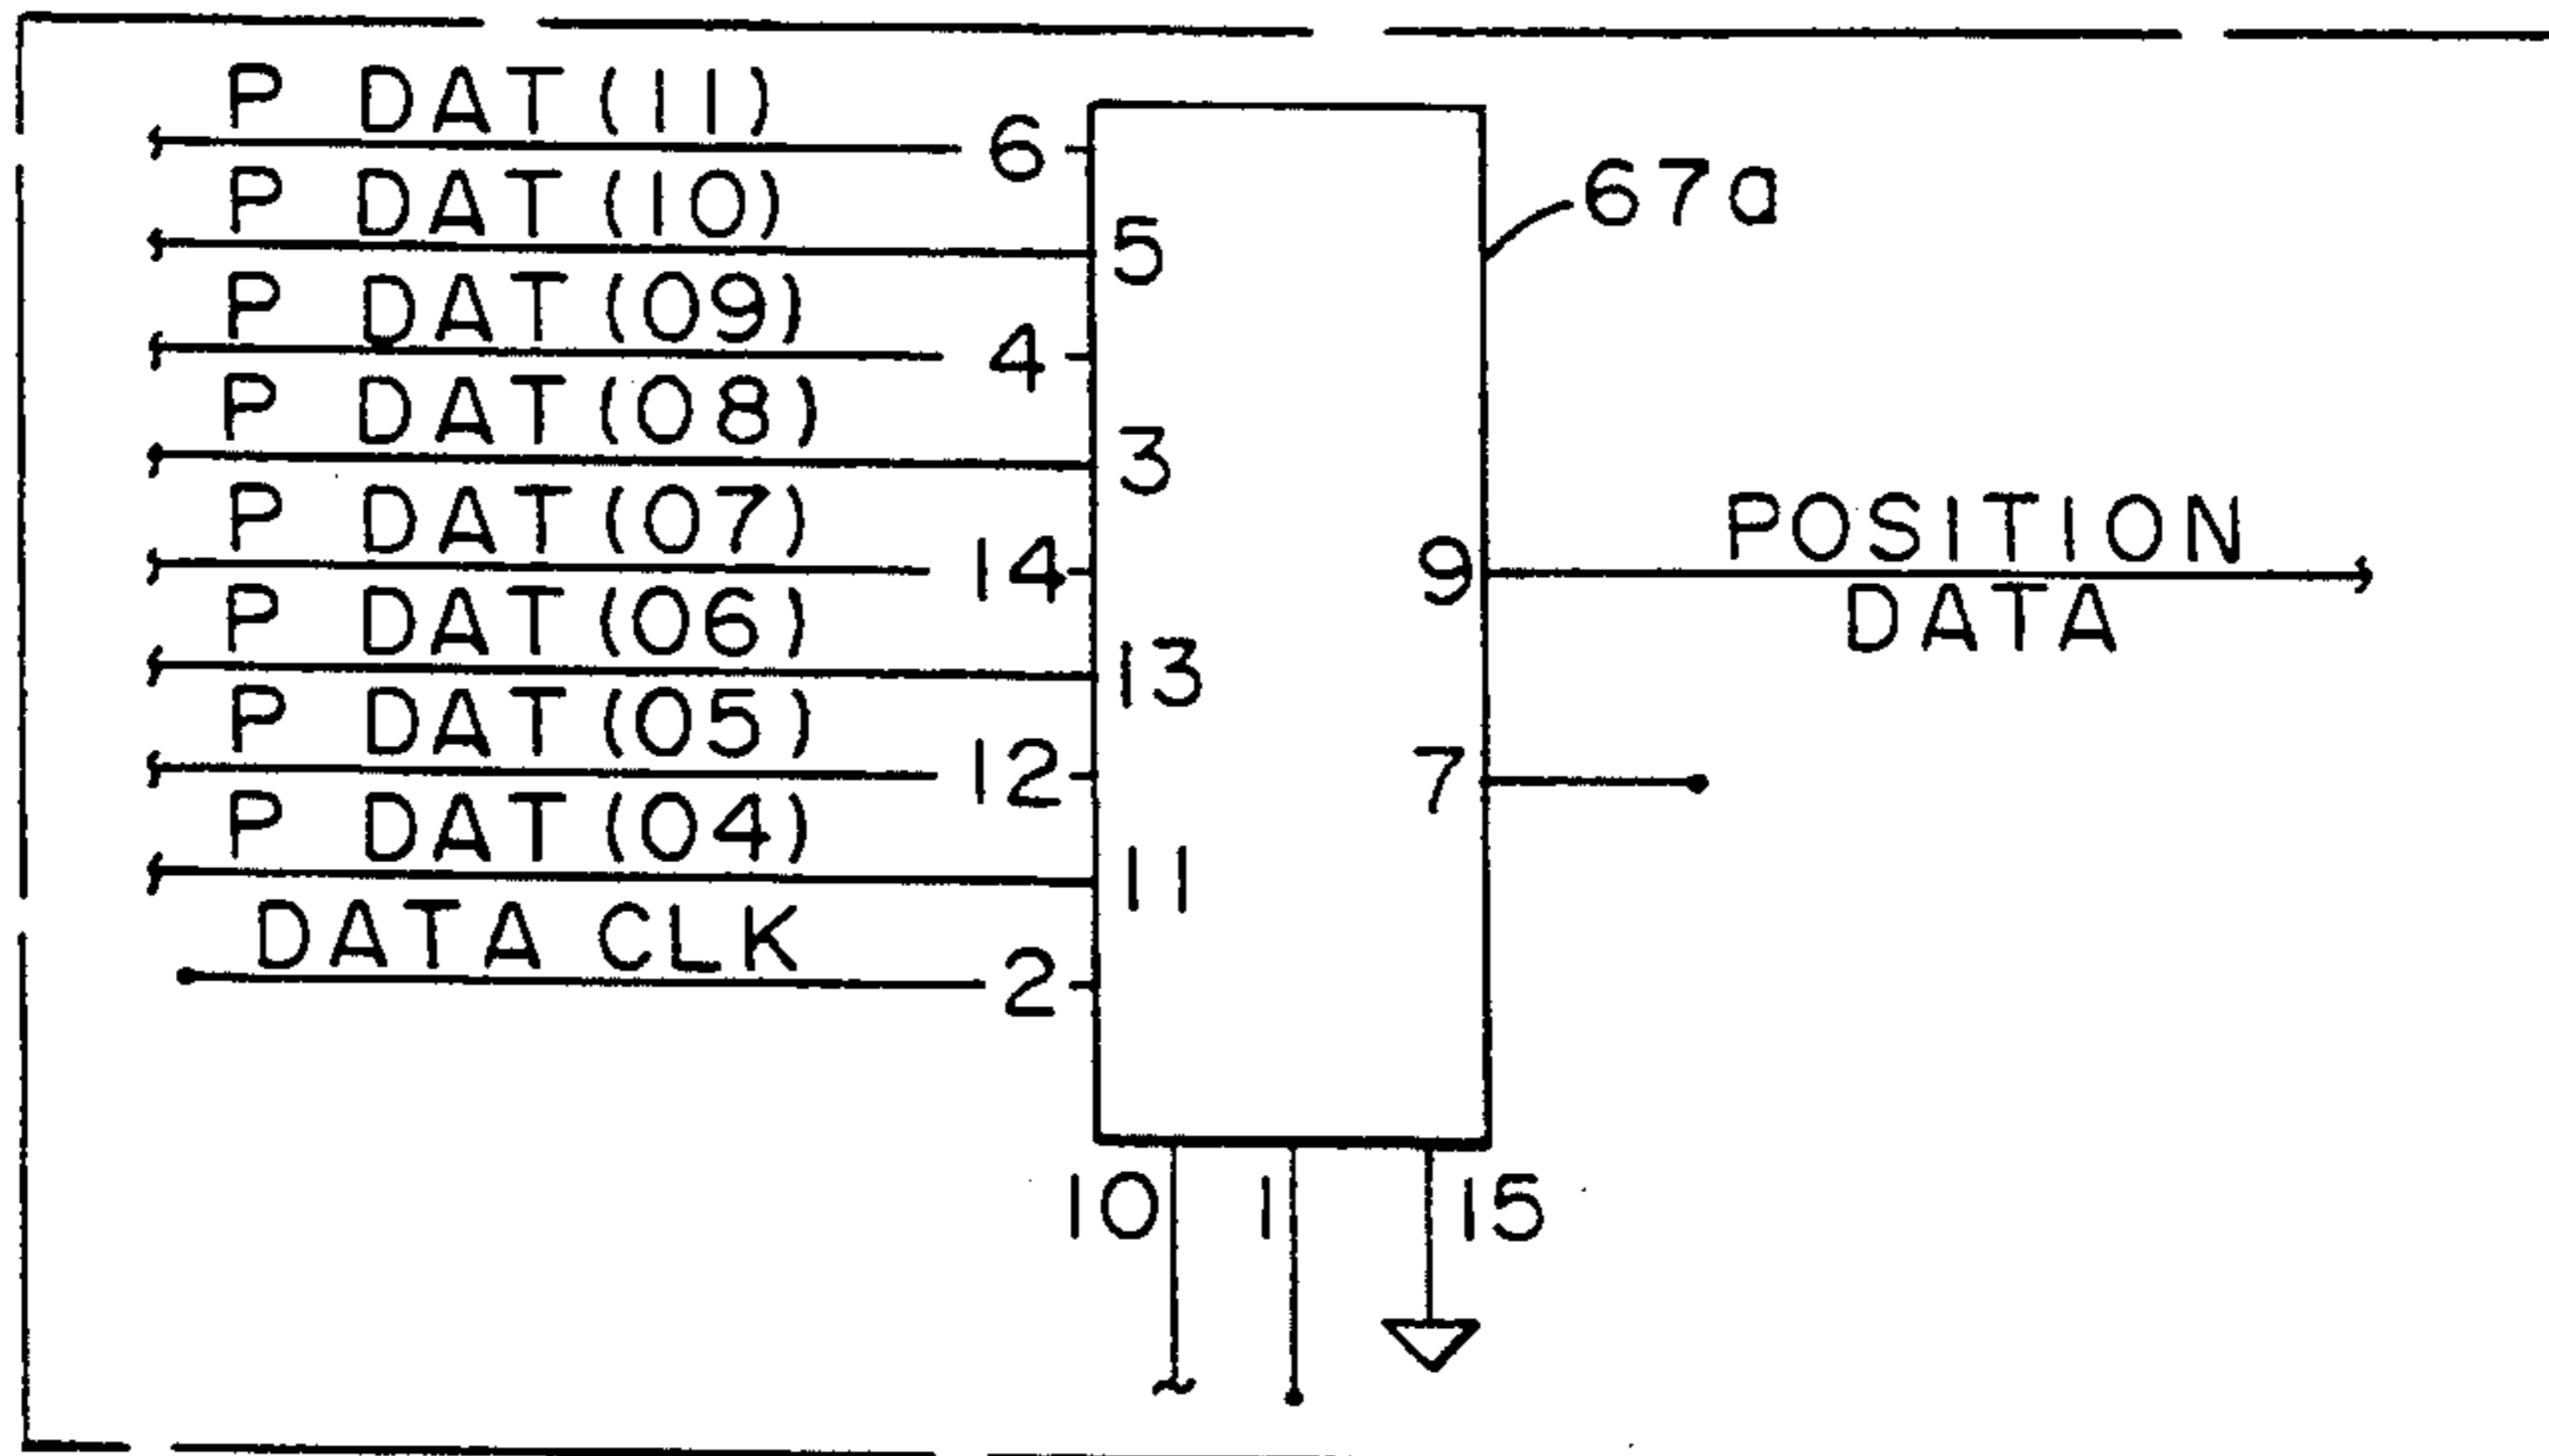 P DAT(11)
6
67a
P DAT(10)
5
P DAT(09)
4
P DAT(08)
3
P DAT(07)
14
9
POSITION
DATA
P DAT(06)
13
P DAT(05)
12
7
P DAT(04)
11
DATA CLK
2
10 1 15